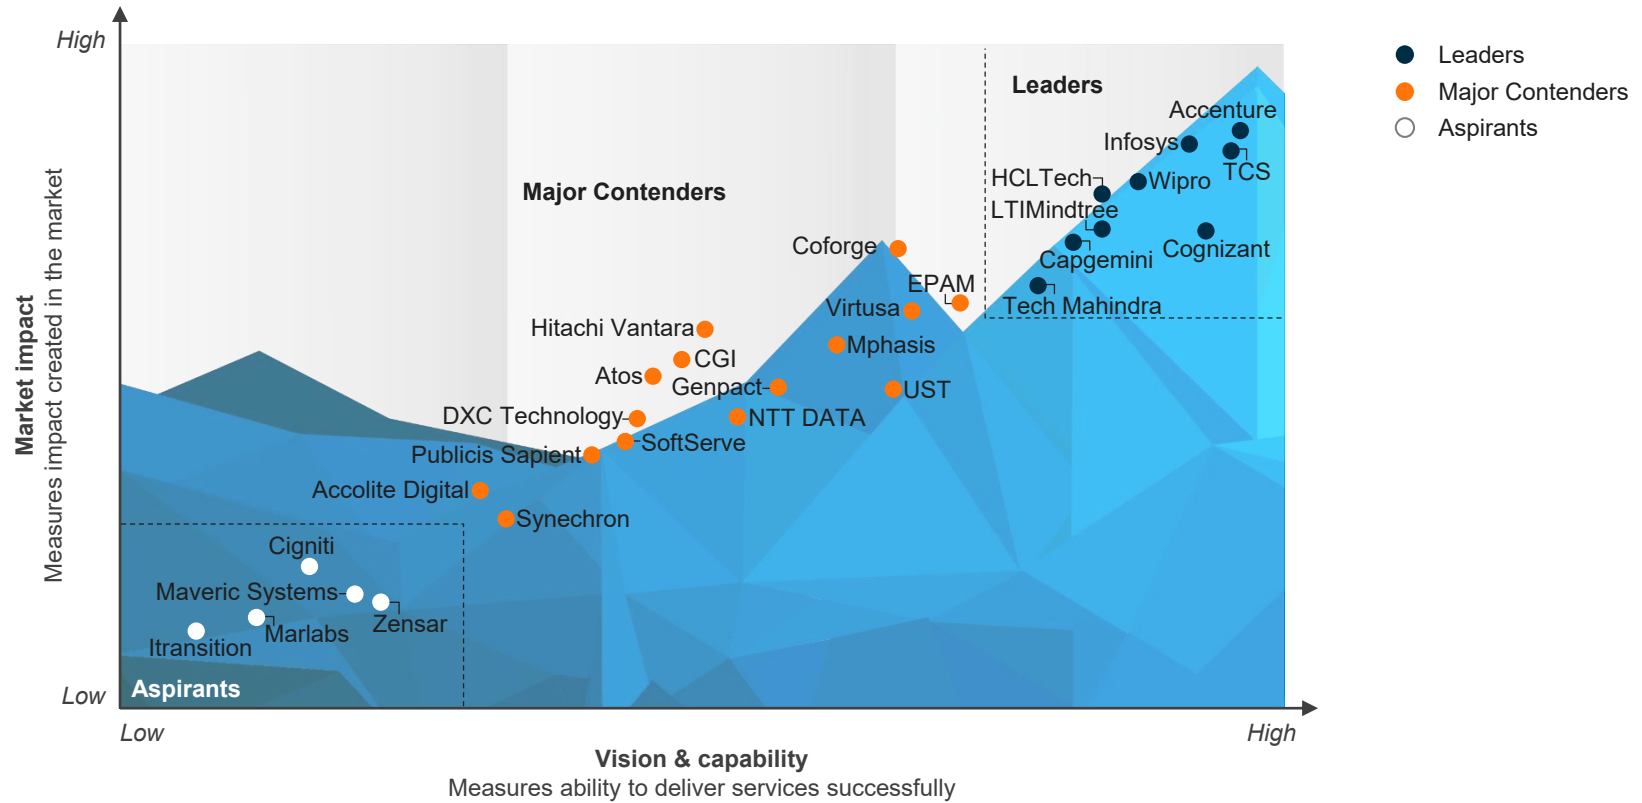 High
Leaders
Major Contenders
Aspirants
Leaders
Accenture
Infosys
TCS
HCLTech
Wipro
Major Contenders
LTIMindtree
Coforge
Capgemini
Cognizant
EPAM
Tech Mahindra
Virtusa
Hitachi Vantara
Mphasis
CGI
Atos
Genpact
UST
DXC Technology
NTT DATA
SoftServe
Publicis Sapient
Accolite Digital
Synechron
Cigniti
Maveric Systems
Zensar
Marlabs
Itransition
Aspirants
Market impact
Measures impact created in the market
Low
Low
High
Vision & capability
Measures ability to deliver services successfully